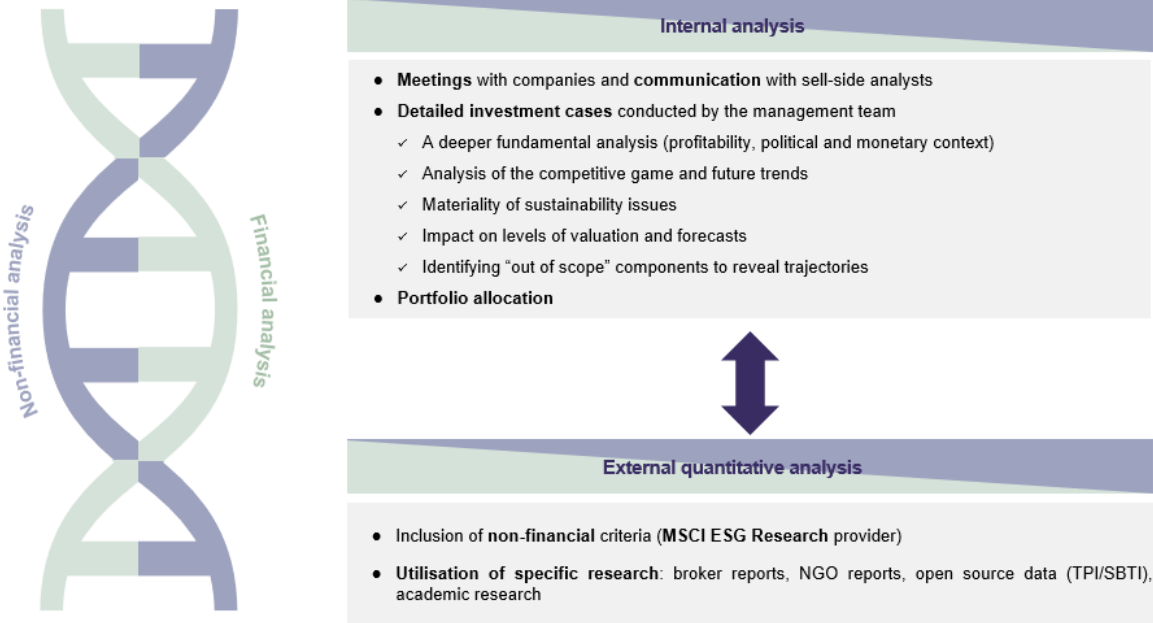 Non-financial analysis
Financial analysis
Internal analysis
● Meetings with companies and communication with sell-side analysts
● Detailed investment cases conducted by the management team
✓ A deeper fundamental analysis (profitability, political and monetary context)
✓ Analysis of the competitive game and future trends
✓ Materiality of sustainability issues
✓ Impact on levels of valuation and forecasts
✓ Identifying “out of scope” components to reveal trajectories
● Portfolio allocation
External quantitative analysis
● Inclusion of non-financial criteria (MSCI ESG Research provider)
● Utilisation of specific research: broker reports, NGO reports, open source data (TPI/SBTI),
academic research